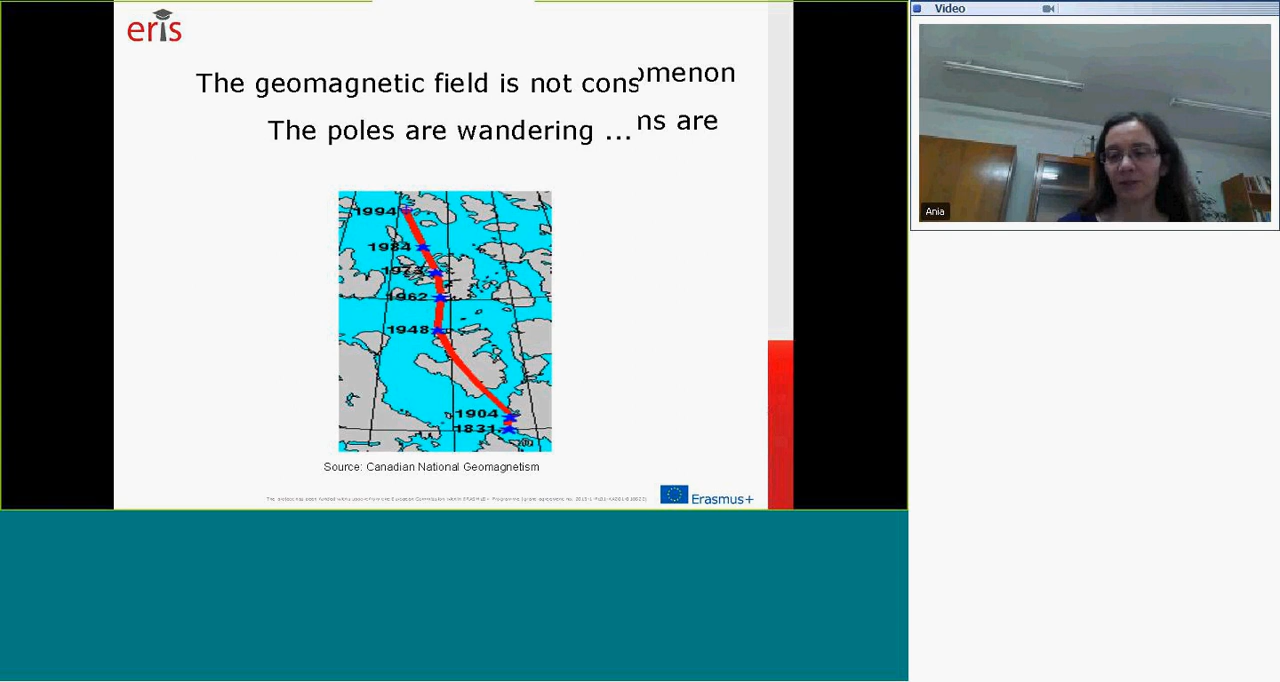 eris
Video
The geomagnetic field is not cons
omenon
The poles are wandering ...
ns are
1994
1984
1973
1962
1948
1904
1831
Source: Canadian National Geomagnetism
Erasmus+
Ania